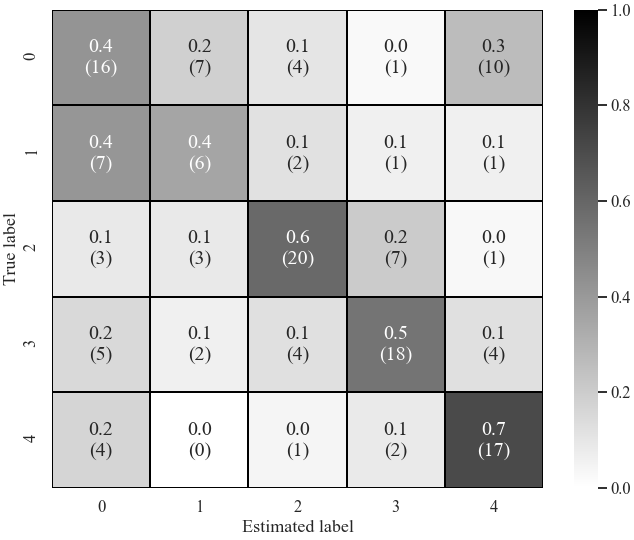 1.0
0
0.4 0.2 0.1 0.0 0.3
(16) (7) (4) (1) (10)
0.8
1
0.4 0.4 0.1 0.1 0.1
(7) (6) (2) (1) (1)
0.6
True label
2
0.1 0.1 0.6 0.2 0.0
(3) (3) (20) (7) (1)
0.4
3
0.2 0.1 0.1 0.5 0.1
(5) (2) (4) (18) (4)
0.2
4
0.2 0.0 0.0 0.1 0.7
(4) (0) (1) (2) (17)
0.0
0 1 2 3 4
Estimated label